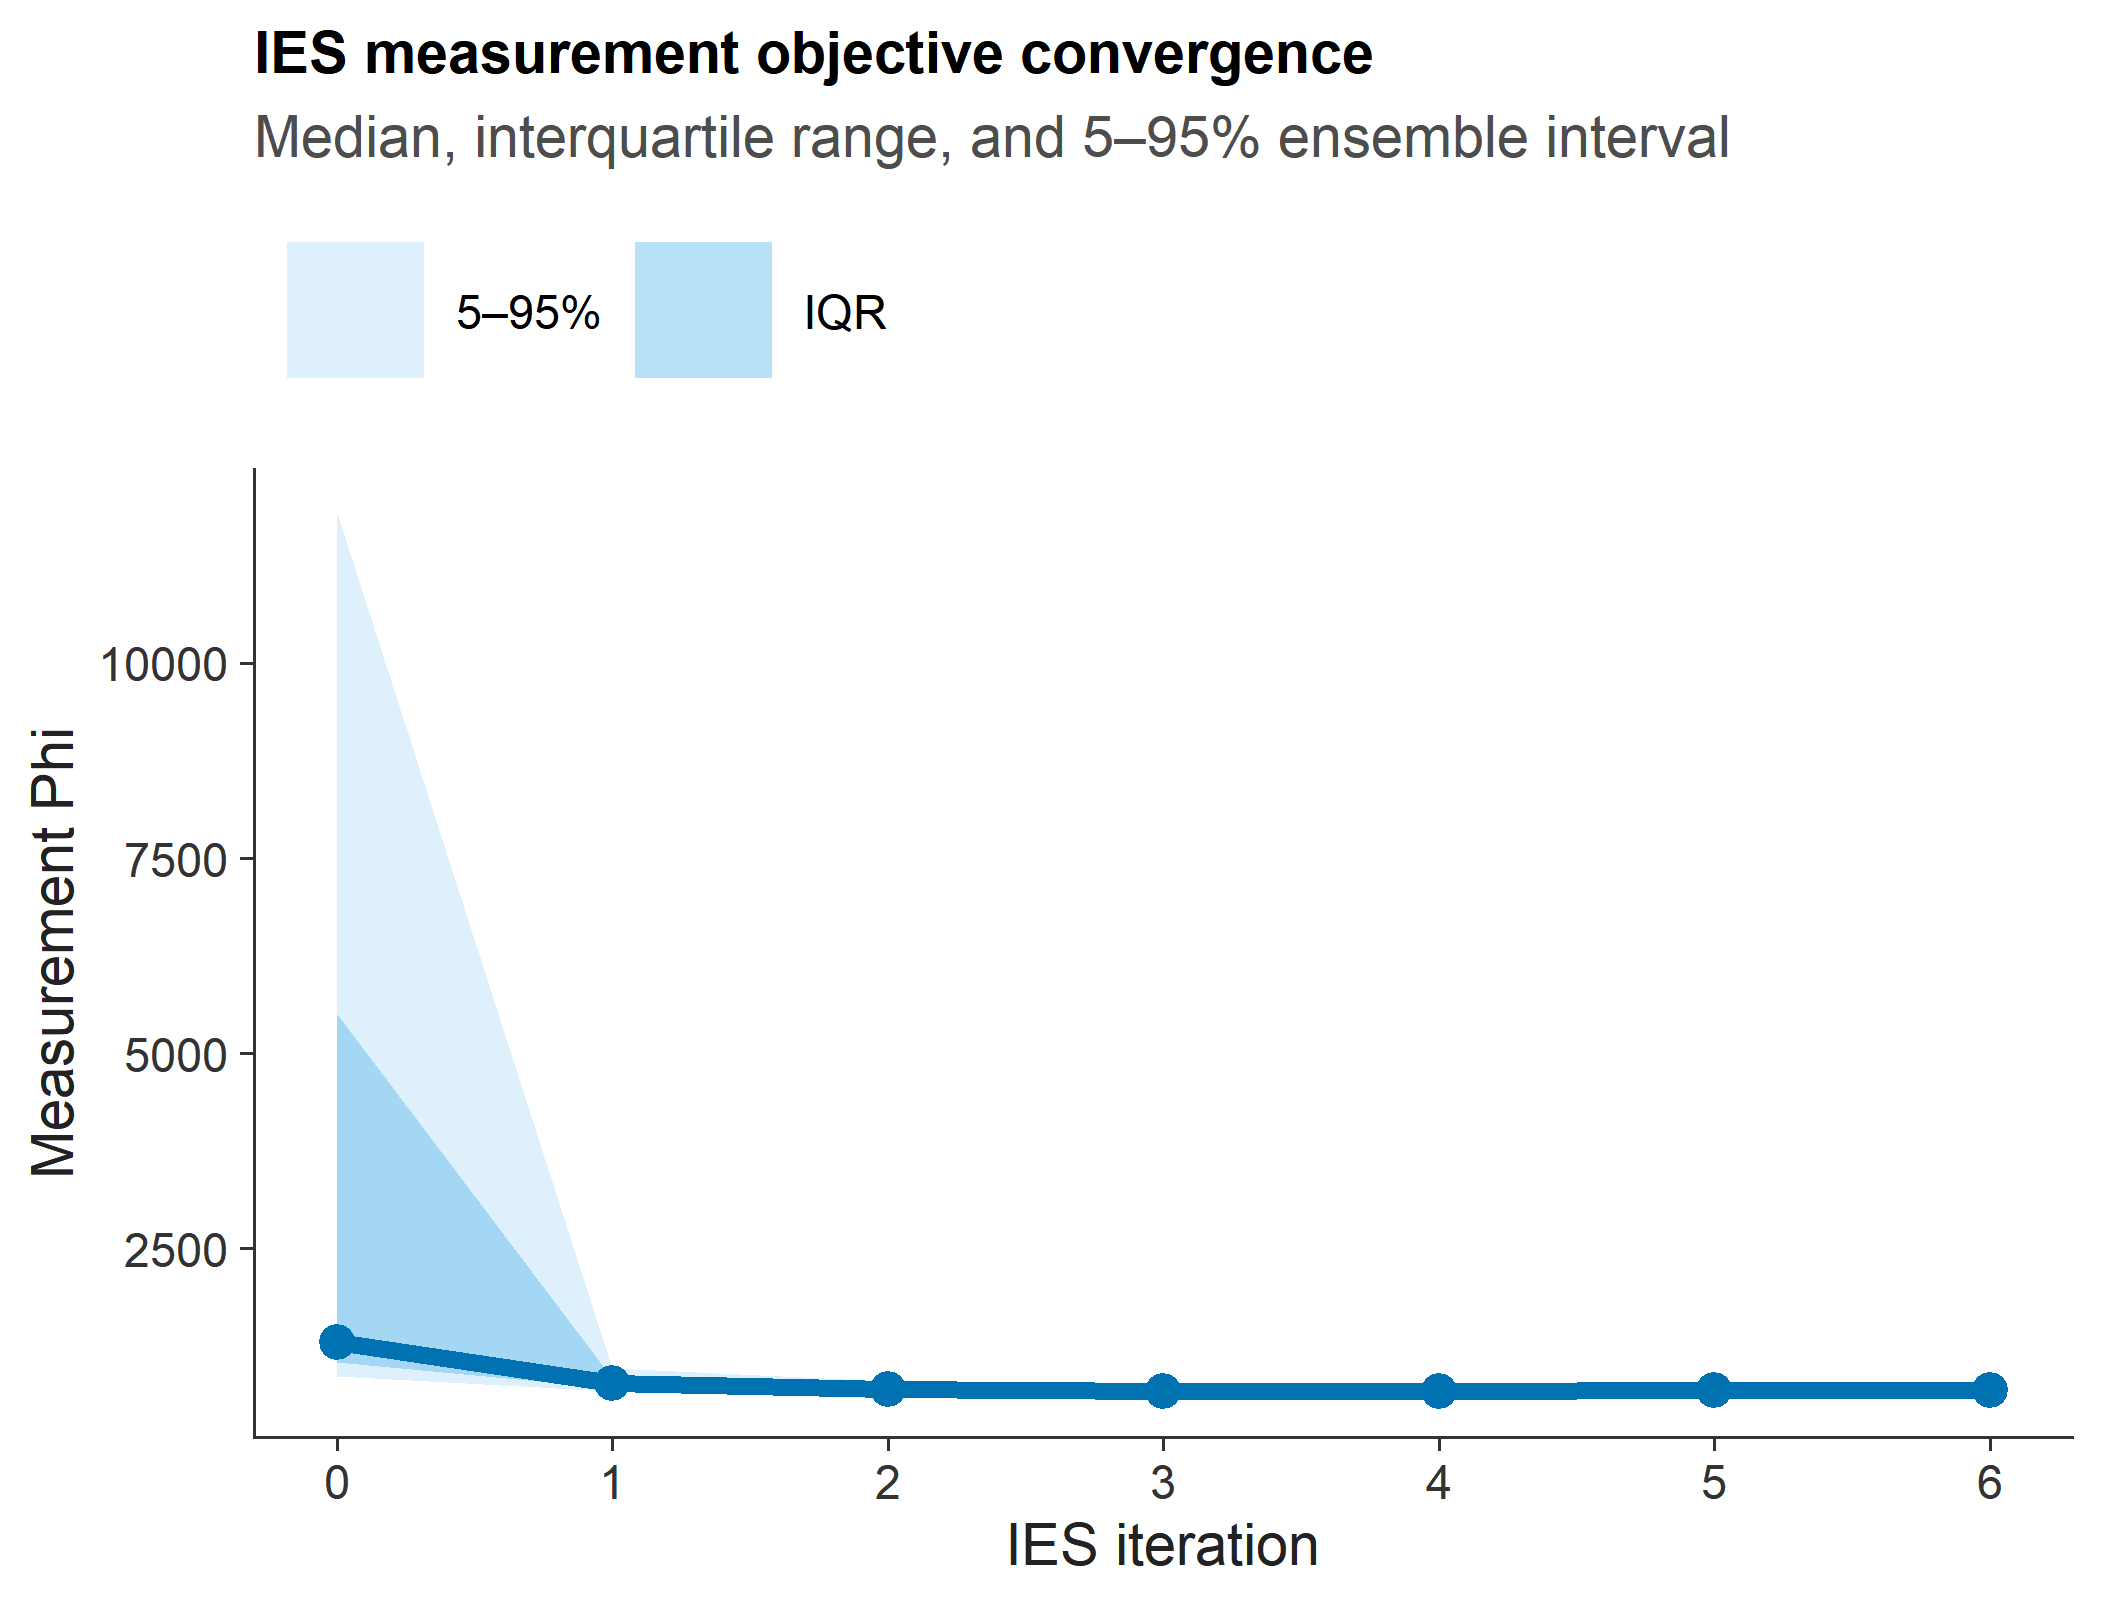 IES measurement objective convergence
Median, interquartile range, and 5–95% ensemble interval
5–95%
IQR
Measurement Phi
10000
7500
5000
2500
0 1 2 3 4 5 6
IES iteration